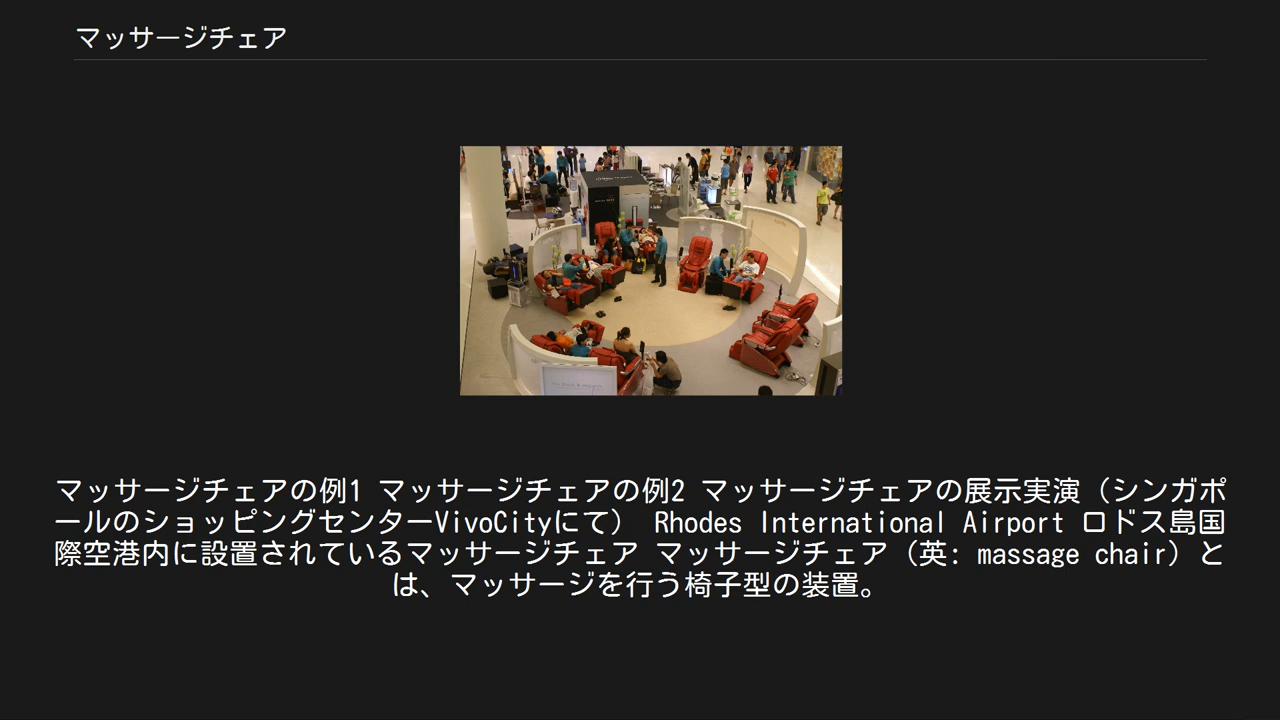 マッサージチェア
マッサージチェアの例1 マッサージチェアの例2 マッサージチェアの展示実演（シンガポ
ールのショッピングセンターVivoCityにて） Rhodes International Airport ロドス島国
際空港内に設置されているマッサージチェア マッサージチェア（英: massage chair）と
は、マッサージを行う椅子型の装置。